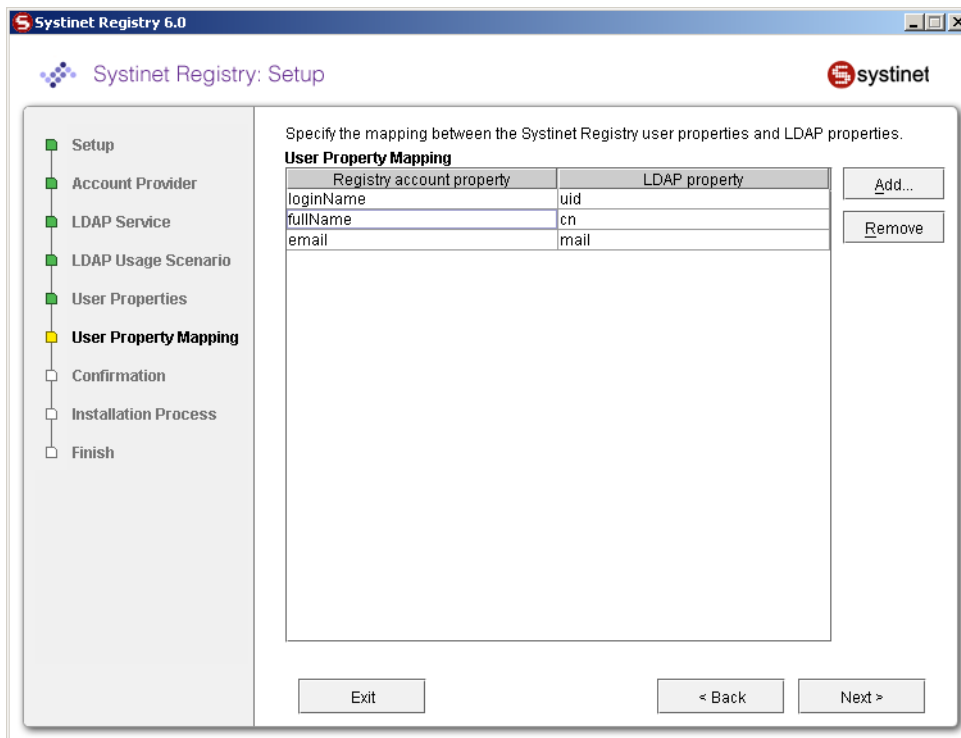 Systinet Registry 6.0
Systinet Registry: Setup
systinet
Setup
Account Provider
LDAP Service
LDAP Usage Scenario
User Properties
User Property Mapping
Confirmation
Installation Process
Finish
Specify the mapping between the Systinet Registry user properties and LDAP properties.
User Property Mapping
Registry account property LDAP property
loginName uid
fullName cn
email mail
Add...
Remove
Exit
< Back
Next >